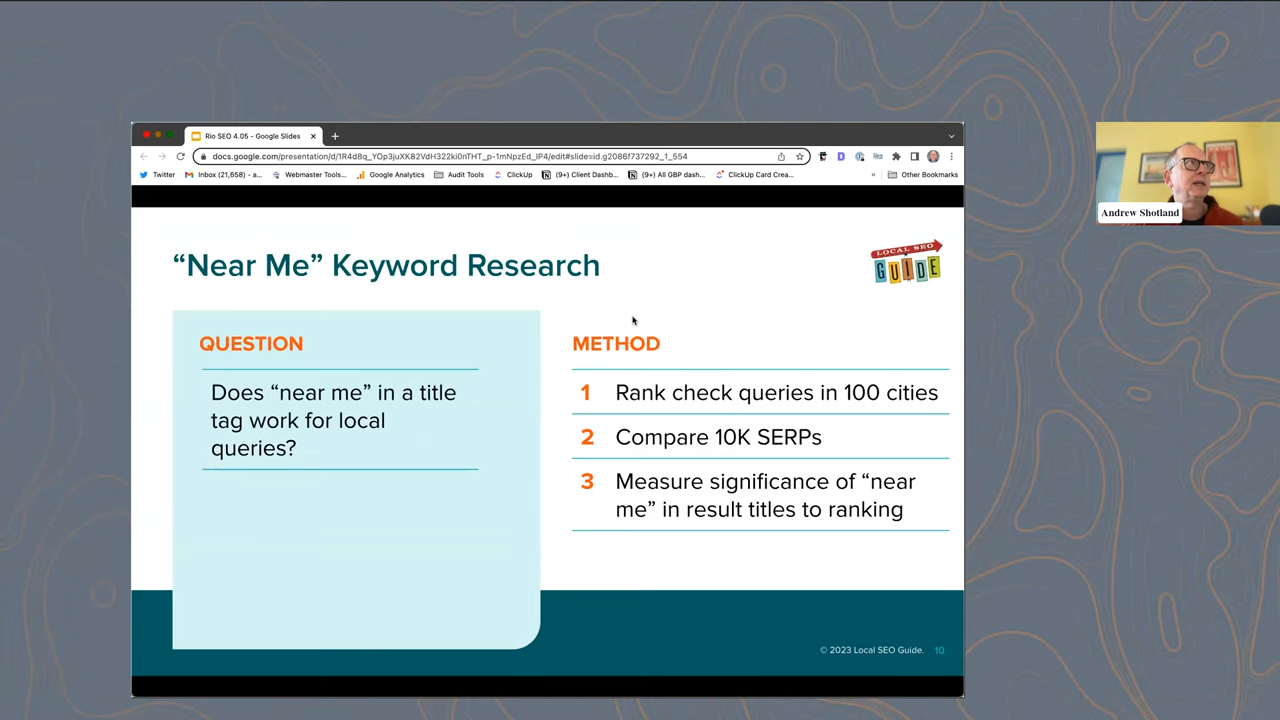 Rio SEO 4.05 - Google Slides
docs.google.com/presentation/d/1R4d8q_YOp3juXK82VdH322ki0nTHT_p-1mNpzEd_IP4/edit#slide=id.g2086f737292_1_554
Twitter
Inbox (21,658) - a...
Webmaster Tools...
Google Analytics
Audit Tools
ClickUp
(9+) Client Dashb...
(9+) All GBP dash...
ClickUp Card Crea...
»
Other Bookmarks
Andrew Shotland
“Near Me” Keyword Research
LOCAL SEO
GUIDE
QUESTION
Does “near me” in a title
tag work for local
queries?
METHOD
1 Rank check queries in 100 cities
2 Compare 10K SERPs
3 Measure significance of “near
me” in result titles to ranking
© 2023 Local SEO Guide. 10